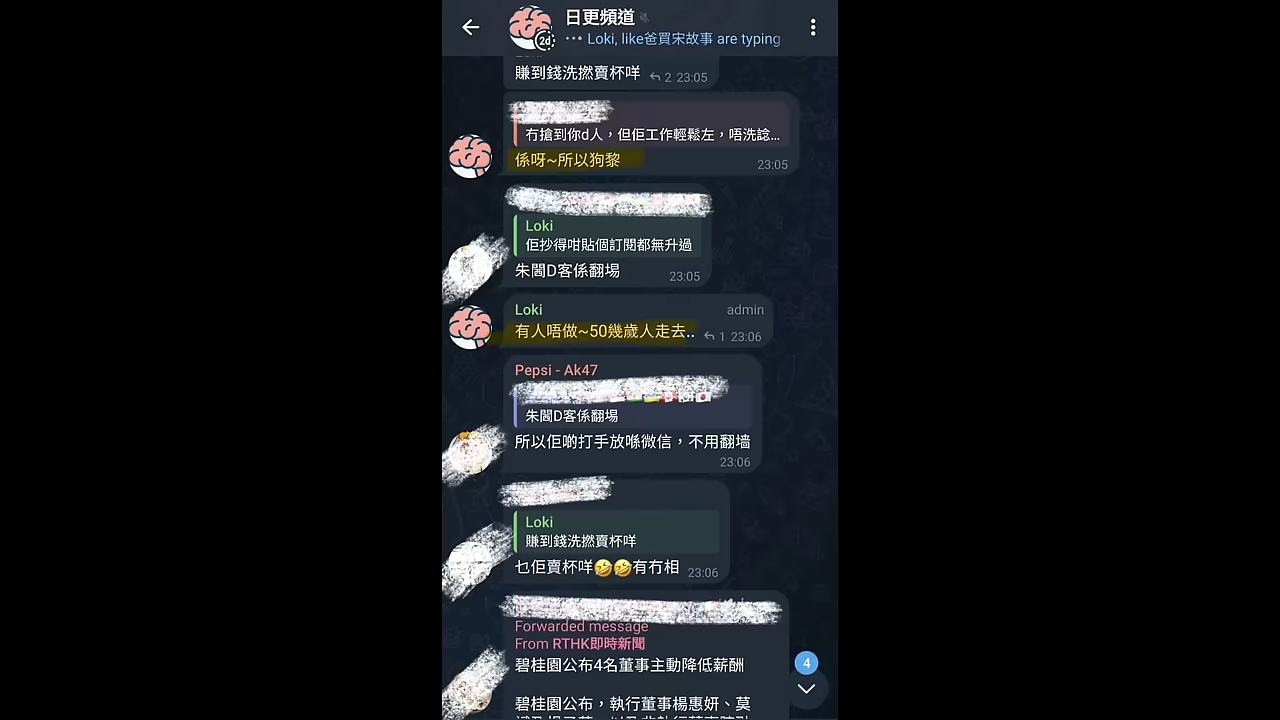 日更頻道
2d
Loki, like爸買宋故事 are typing
賺到錢洗撚賣杯咩 2 23:05
冇搶到你d人，但佢工作輕鬆左，唔洗諗...
係呀~所以狗黎
23:05
Loki
佢抄得咁貼個訂閱都無升過
朱閪D客係翻場
23:05
Loki admin
有人唔做~50幾歲人走去.. 1 23:06
Pepsi - Ak47
朱閪D客係翻場
所以佢啲打手放喺微信，不用翻墻
23:06
Loki
賺到錢洗撚賣杯咩
乜佢賣杯咩🤣🤣有冇相 23:06
Forwarded message
From RTHK即時新聞
碧桂園公布4名董事主動降低薪酬
4
碧桂園公布，執行董事楊惠妍、莫